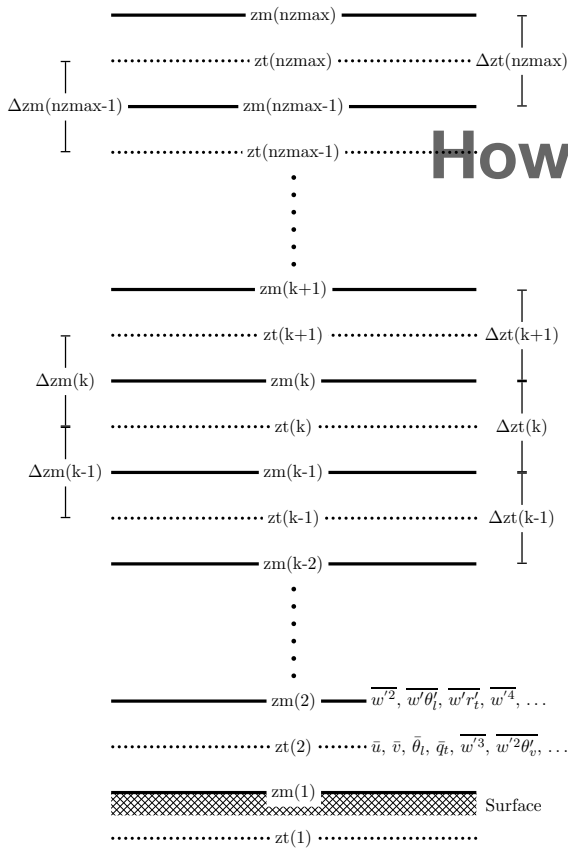 zm(nzmax)
zt(nzmax)
Δzt(nzmax)
Δzm(nzmax-1)
zm(nzmax-1)
zt(nzmax-1)
How
zm(k+1)
zt(k+1)
Δzt(k+1)
Δzm(k)
zm(k)
zt(k)
Δzt(k)
Δzm(k-1)
zm(k-1)
zt(k-1)
Δzt(k-1)
zm(k-2)
zm(2) w̅'̅²̅, w̅'̅θ̅'̅ₗ̅, w̅'̅r̅'̅ₜ̅, w̅'̅⁴̅, …
zt(2) ū, v̄, θ̄ₗ, q̄ₜ, w̅'̅³̅, w̅'̅²̅θ̅'̅ᵥ̅, …
zm(1)
Surface
zt(1)